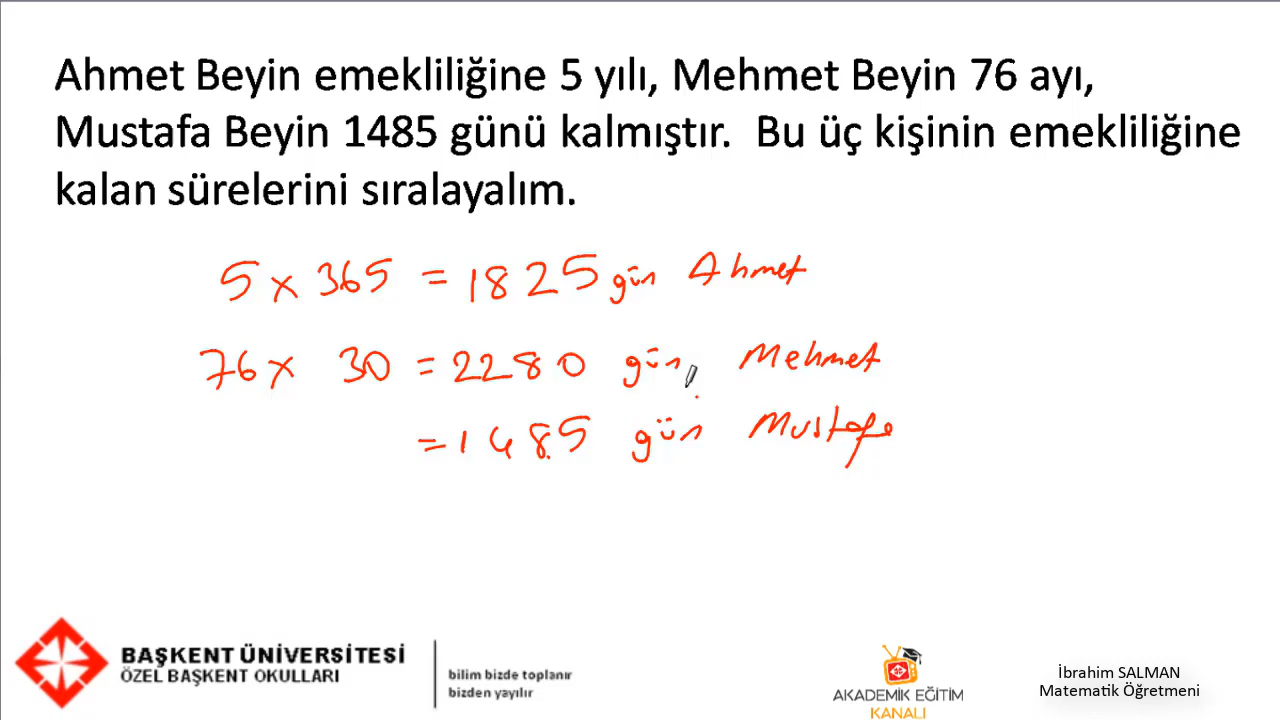 Ahmet Beyin emekliliğine 5 yılı, Mehmet Beyin 76 ayı,
Mustafa Beyin 1485 günü kalmıştır. Bu üç kişinin emekliliğine
kalan sürelerini sıralayalım.
5 x 365 = 1825 gün Ahmet
76 x 30 = 2280 gün Mehmet
= 1485 gün Mustafa
BAŞKENT ÜNİVERSİTESİ
ÖZEL BAŞKENT OKULLARI
bilim bizde toplanır
bizden yayılır
AKADEMİK EĞİTİM
KANALI
İbrahim SALMAN
Matematik Öğretmeni